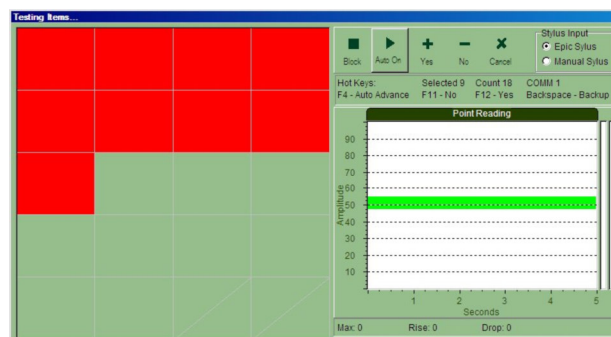 Testing Items...
Block
Auto On
Yes
No
Cancel
Stylus Input
Epic Sylus
Manual Sylus
Hot Keys: Selected 9 Count 18 COMM 1
F4 - Auto Advance F11 - No F12 - Yes Backspace - Backup
Point Reading
Amplitude
90
80
70
60
50
40
30
20
10
1 2 3 4 5
Seconds
Max: 0 Rise: 0 Drop: 0